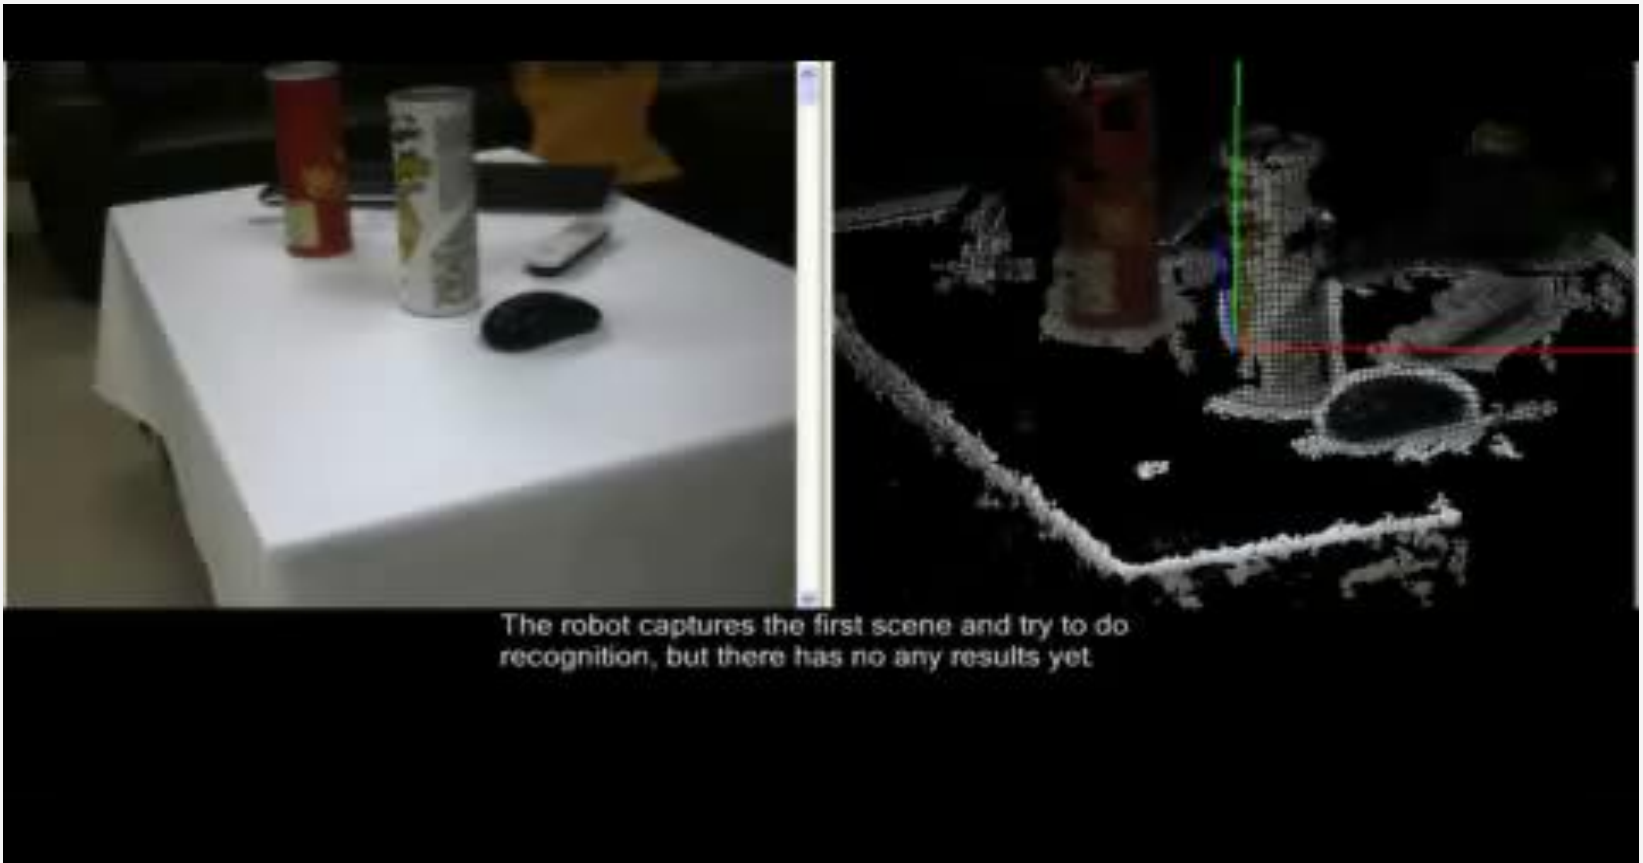 The robot captures the first scene and try to do
recognition, but there has no any results yet